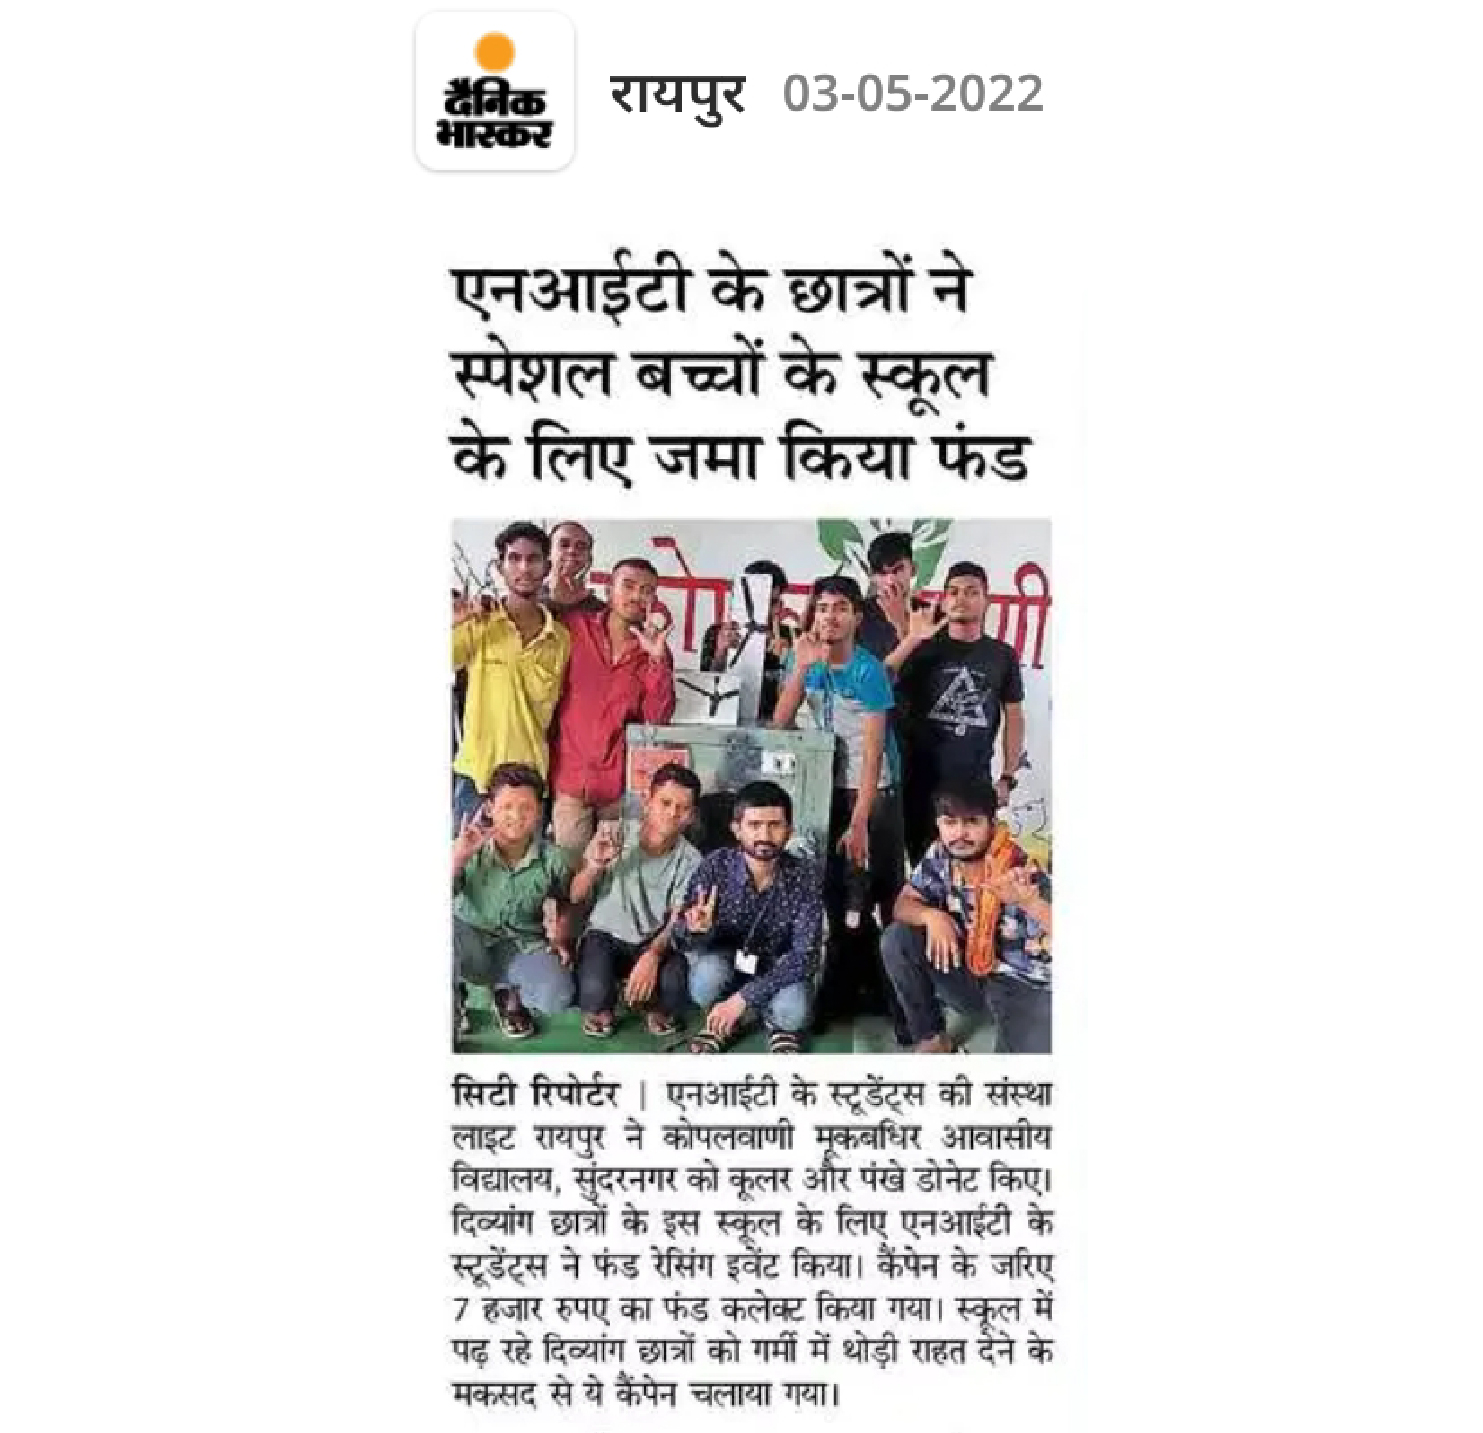 दैनिक
भास्कर
रायपुर 03-05-2022
एनआईटी के छात्रों ने
स्पेशल बच्चों के स्कूल
के लिए जमा किया फंड
सिटी रिपोर्टर | एनआईटी के स्टूडेंट्स की संस्था
लाइट रायपुर ने कोपलवाणी मूकबधिर आवासीय
विद्यालय, सुंदरनगर को कूलर और पंखे डोनेट किए।
दिव्यांग छात्रों के इस स्कूल के लिए एनआईटी के
स्टूडेंट्स ने फंड रेसिंग इवेंट किया। कैंपेन के जरिए
7 हजार रुपए का फंड कलेक्ट किया गया। स्कूल में
पढ़ रहे दिव्यांग छात्रों को गर्मी में थोड़ी राहत देने के
मकसद से ये कैंपेन चलाया गया।